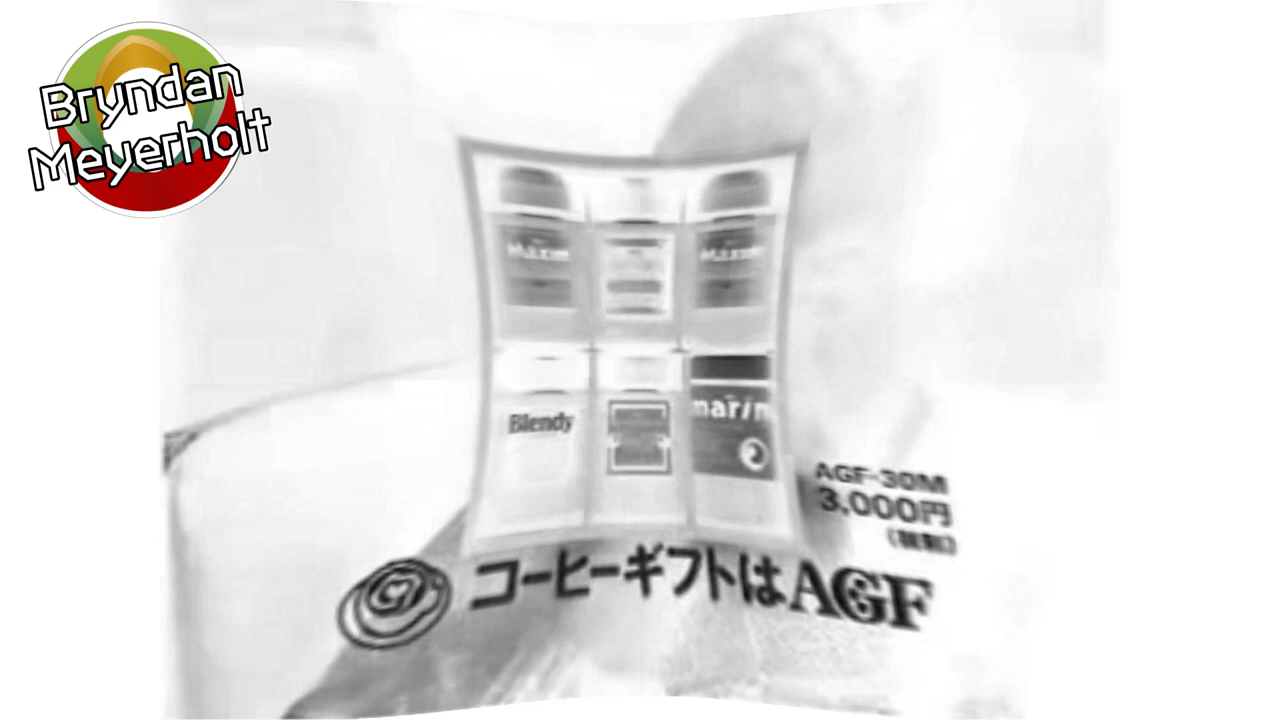 Bryndan
Meyerholt
Maxim
Maxim
Blendy
marim
AGF-30M
3,000円
コーヒーギフトはAGF